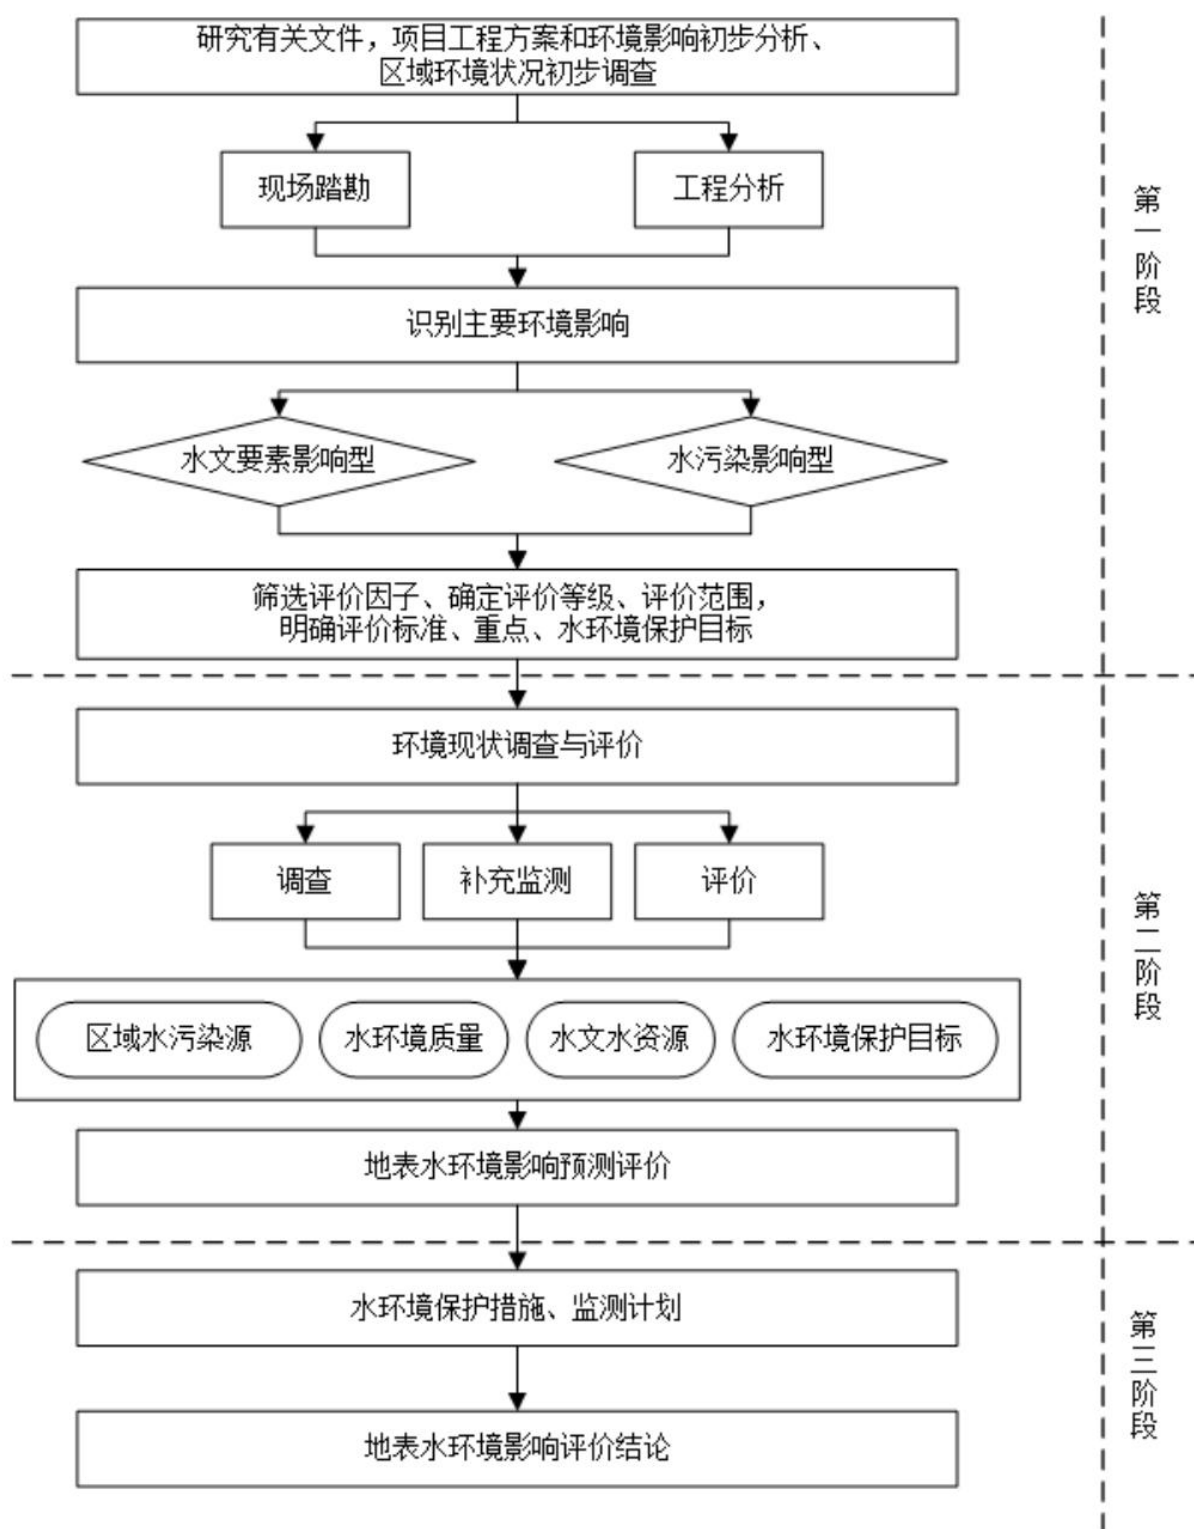 研究有关文件，项目工程方案和环境影响初步分析、
区域环境状况初步调查
现场踏勘
工程分析
识别主要环境影响
水文要素影响型
水污染影响型
筛选评价因子、确定评价等级、评价范围，
明确评价标准、重点、水环境保护目标
第一阶段
环境现状调查与评价
调查
补充监测
评价
区域水污染源
水环境质量
水文水资源
水环境保护目标
地表水环境影响预测评价
第二阶段
水环境保护措施、监测计划
地表水环境影响评价结论
第三阶段